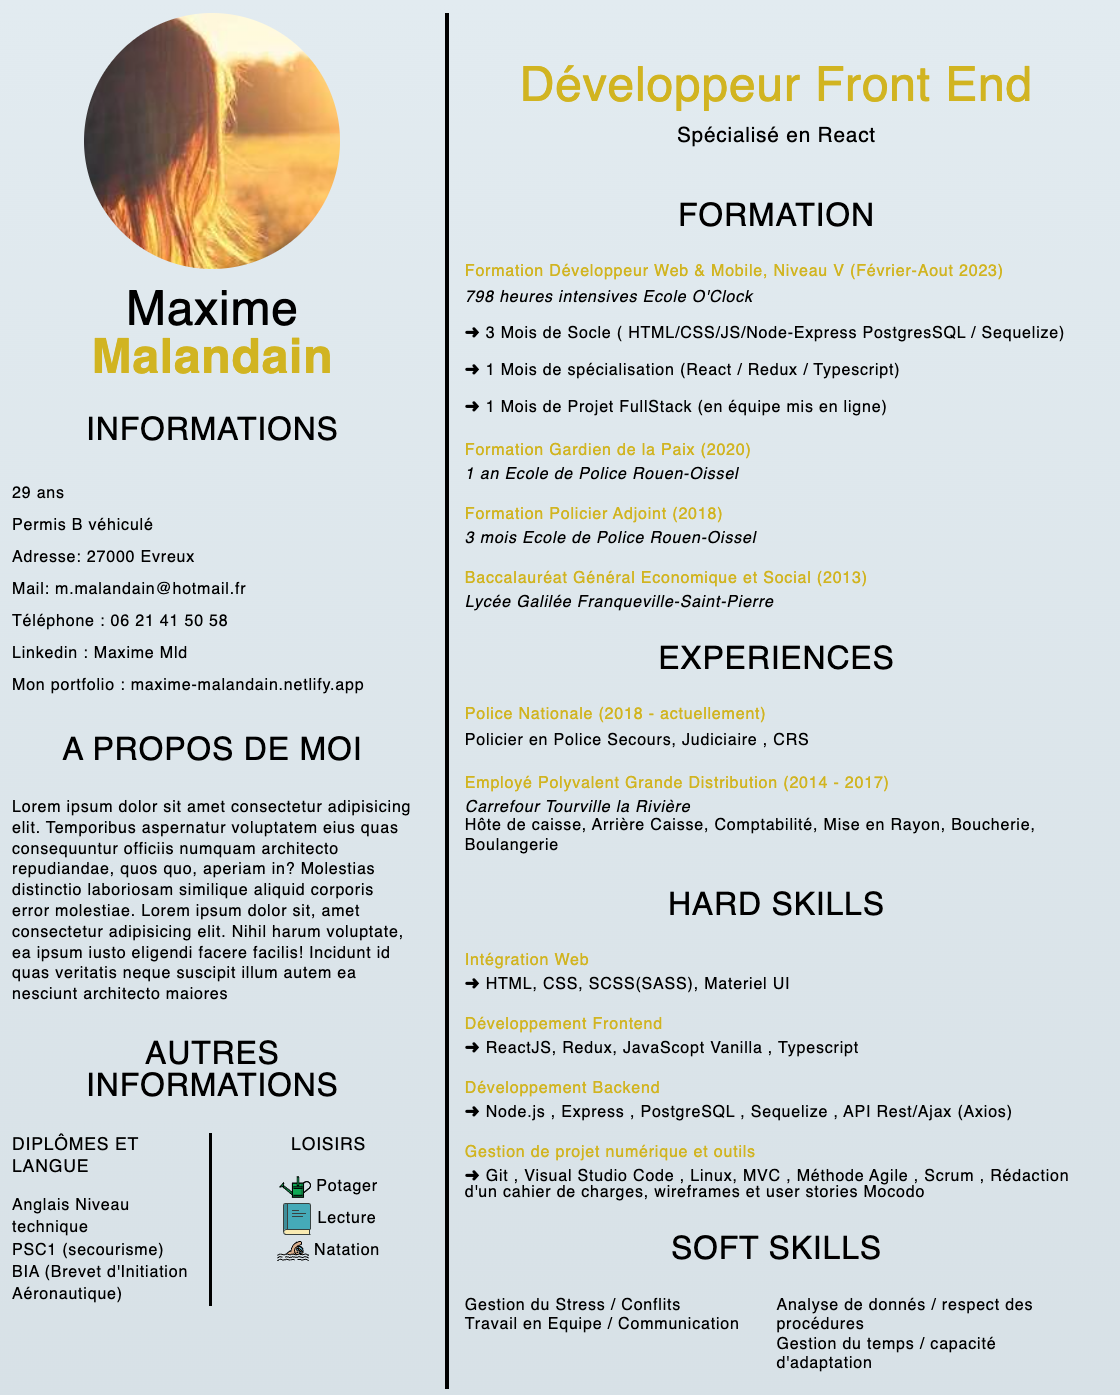 Maxime
Malandain
INFORMATIONS
29 ans
Permis B véhiculé
Adresse: 27000 Evreux
Mail: m.malandain@hotmail.fr
Téléphone : 06 21 41 50 58
Linkedin : Maxime Mld
Mon portfolio : maxime-malandain.netlify.app
A PROPOS DE MOI
Lorem ipsum dolor sit amet consectetur adipisicing
elit. Temporibus aspernatur voluptatem eius quas
consequuntur officiis numquam architecto
repudiandae, quos quo, aperiam in? Molestias
distinctio laboriosam similique aliquid corporis
error molestiae. Lorem ipsum dolor sit, amet
consectetur adipisicing elit. Nihil harum voluptate,
ea ipsum iusto eligendi facere facilis! Incidunt id
quas veritatis neque suscipit illum autem ea
nesciunt architecto maiores
AUTRES
INFORMATIONS
DIPLÔMES ET
LANGUE
Anglais Niveau
technique
PSC1 (secourisme)
BIA (Brevet d'Initiation
Aéronautique)
LOISIRS
Potager
Lecture
Natation
Développeur Front End
Spécialisé en React
FORMATION
Formation Développeur Web & Mobile, Niveau V (Février-Aout 2023)
798 heures intensives Ecole O'Clock
➜ 3 Mois de Socle ( HTML/CSS/JS/Node-Express PostgresSQL / Sequelize)
➜ 1 Mois de spécialisation (React / Redux / Typescript)
➜ 1 Mois de Projet FullStack (en équipe mis en ligne)
Formation Gardien de la Paix (2020)
1 an Ecole de Police Rouen-Oissel
Formation Policier Adjoint (2018)
3 mois Ecole de Police Rouen-Oissel
Baccalauréat Général Economique et Social (2013)
Lycée Galilée Franqueville-Saint-Pierre
EXPERIENCES
Police Nationale (2018 - actuellement)
Policier en Police Secours, Judiciaire , CRS
Employé Polyvalent Grande Distribution (2014 - 2017)
Carrefour Tourville la Rivière
Hôte de caisse, Arrière Caisse, Comptabilité, Mise en Rayon, Boucherie,
Boulangerie
HARD SKILLS
Intégration Web
➜ HTML, CSS, SCSS(SASS), Materiel UI
Développement Frontend
➜ ReactJS, Redux, JavaScopt Vanilla , Typescript
Développement Backend
➜ Node.js , Express , PostgreSQL , Sequelize , API Rest/Ajax (Axios)
Gestion de projet numérique et outils
➜ Git , Visual Studio Code , Linux, MVC , Méthode Agile , Scrum , Rédaction
d'un cahier de charges, wireframes et user stories Mocodo
SOFT SKILLS
Gestion du Stress / Conflits
Travail en Equipe / Communication
Analyse de donnés / respect des
procédures
Gestion du temps / capacité
d'adaptation